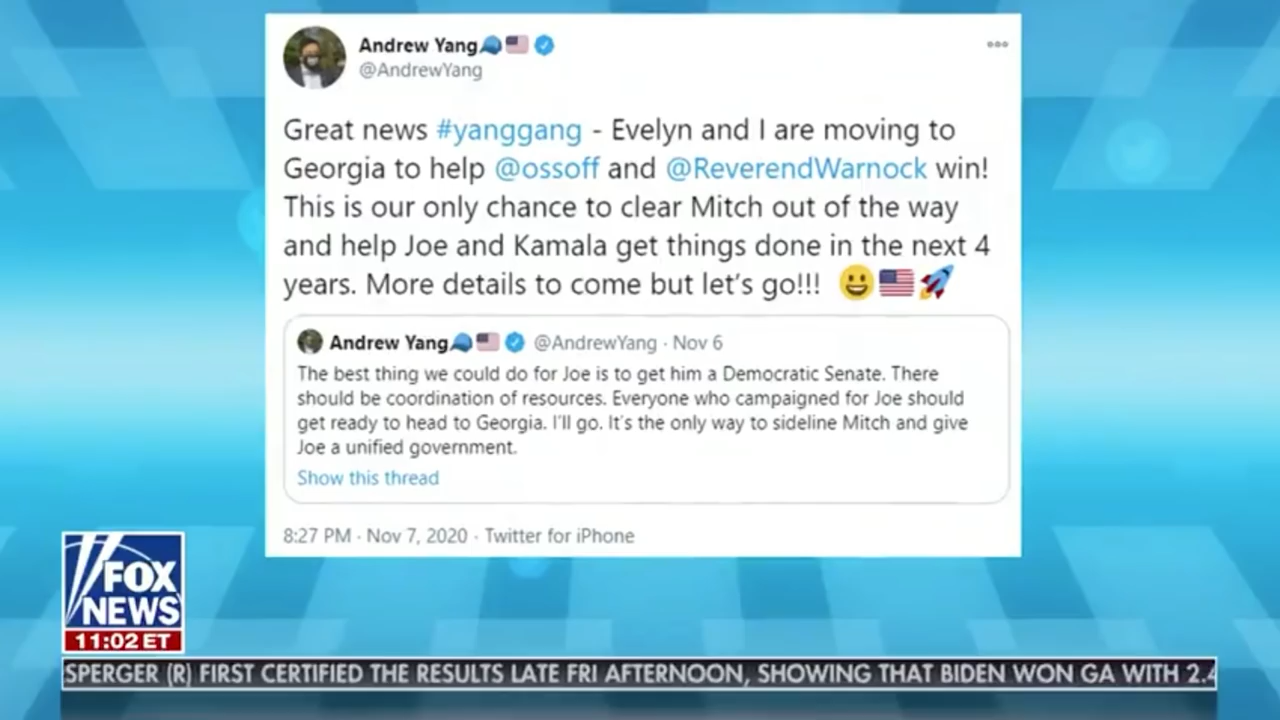 Andrew Yang
@AndrewYang
Great news #yanggang - Evelyn and I are moving to
Georgia to help @ossoff and @ReverendWarnock win!
This is our only chance to clear Mitch out of the way
and help Joe and Kamala get things done in the next 4
years. More details to come but let's go!!! 😀🇺🇸🚀
Andrew Yang @AndrewYang · Nov 6
The best thing we could do for Joe is to get him a Democratic Senate. There
should be coordination of resources. Everyone who campaigned for Joe should
get ready to head to Georgia. I'll go. It's the only way to sideline Mitch and give
Joe a unified government.
Show this thread
8:27 PM · Nov 7, 2020 · Twitter for iPhone
FOX
NEWS
11:02 ET
SPERGER (R) FIRST CERTIFIED THE RESULTS LATE FRI AFTERNOON, SHOWING THAT BIDEN WON GA WITH 2.4